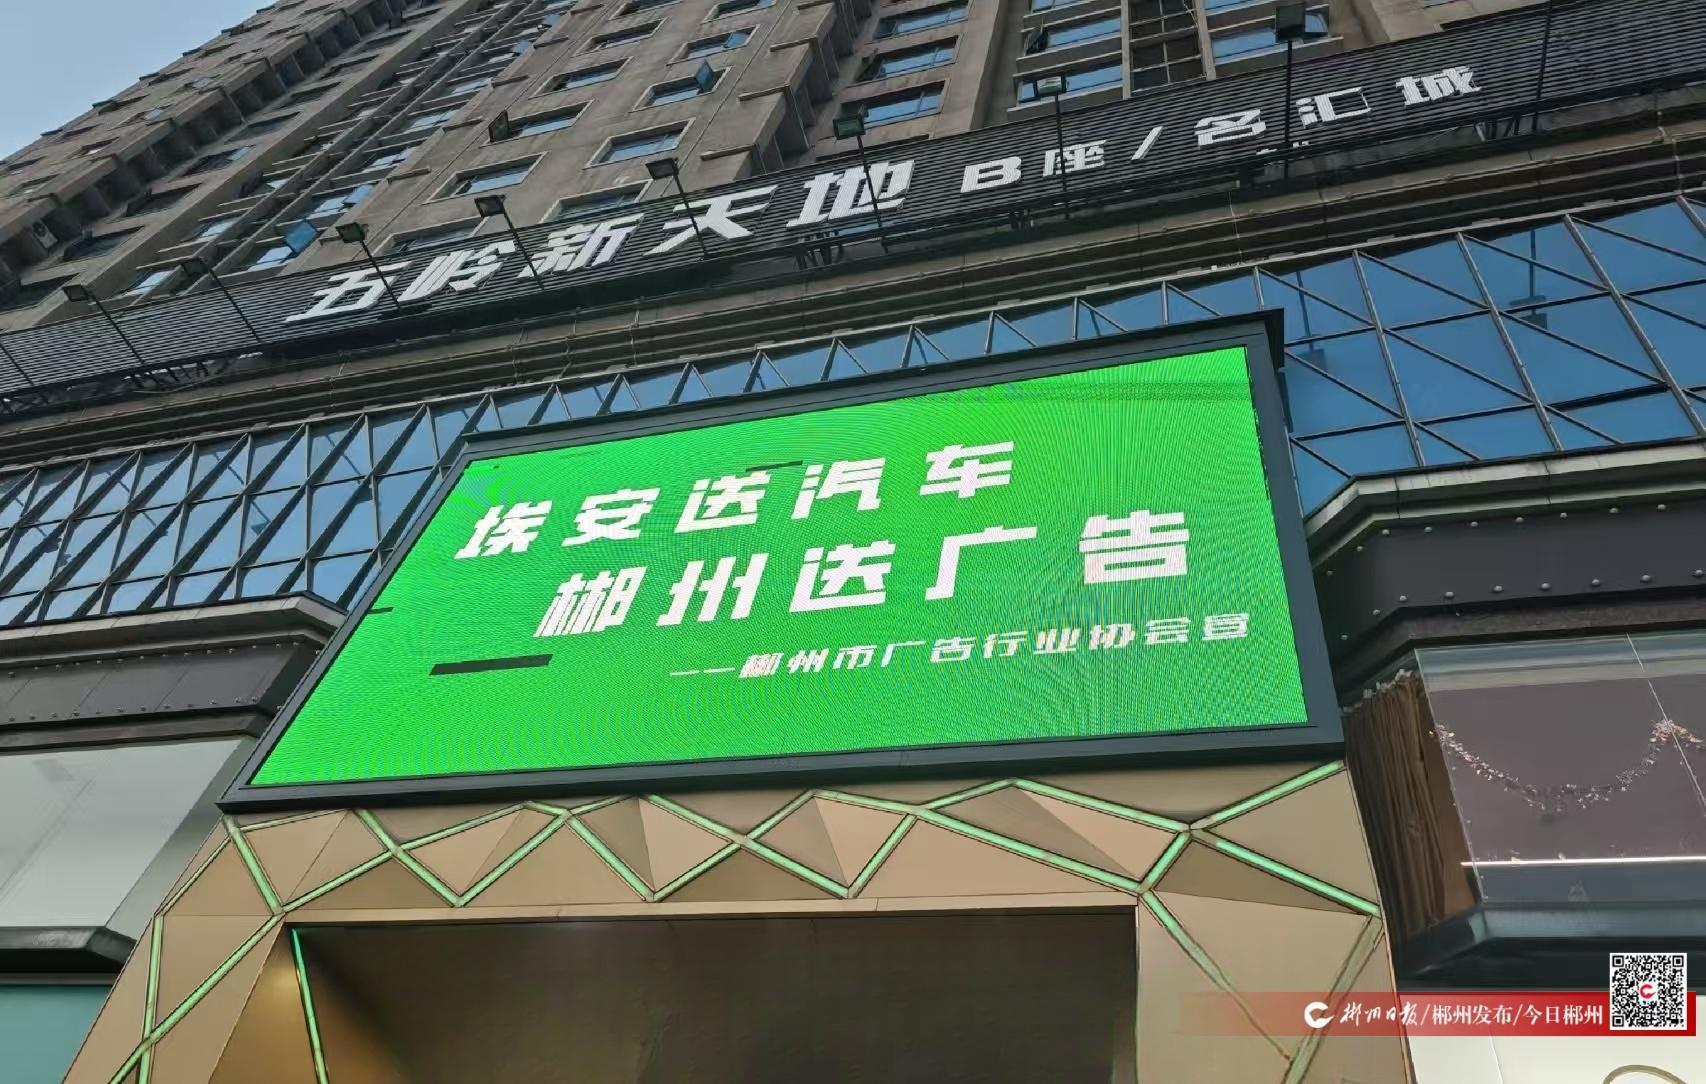 五岭新天地 B座/名汇城
埃安送汽车
郴州送广告
——郴州市广告行业协会宣
郴州日报/郴州发布/今日郴州